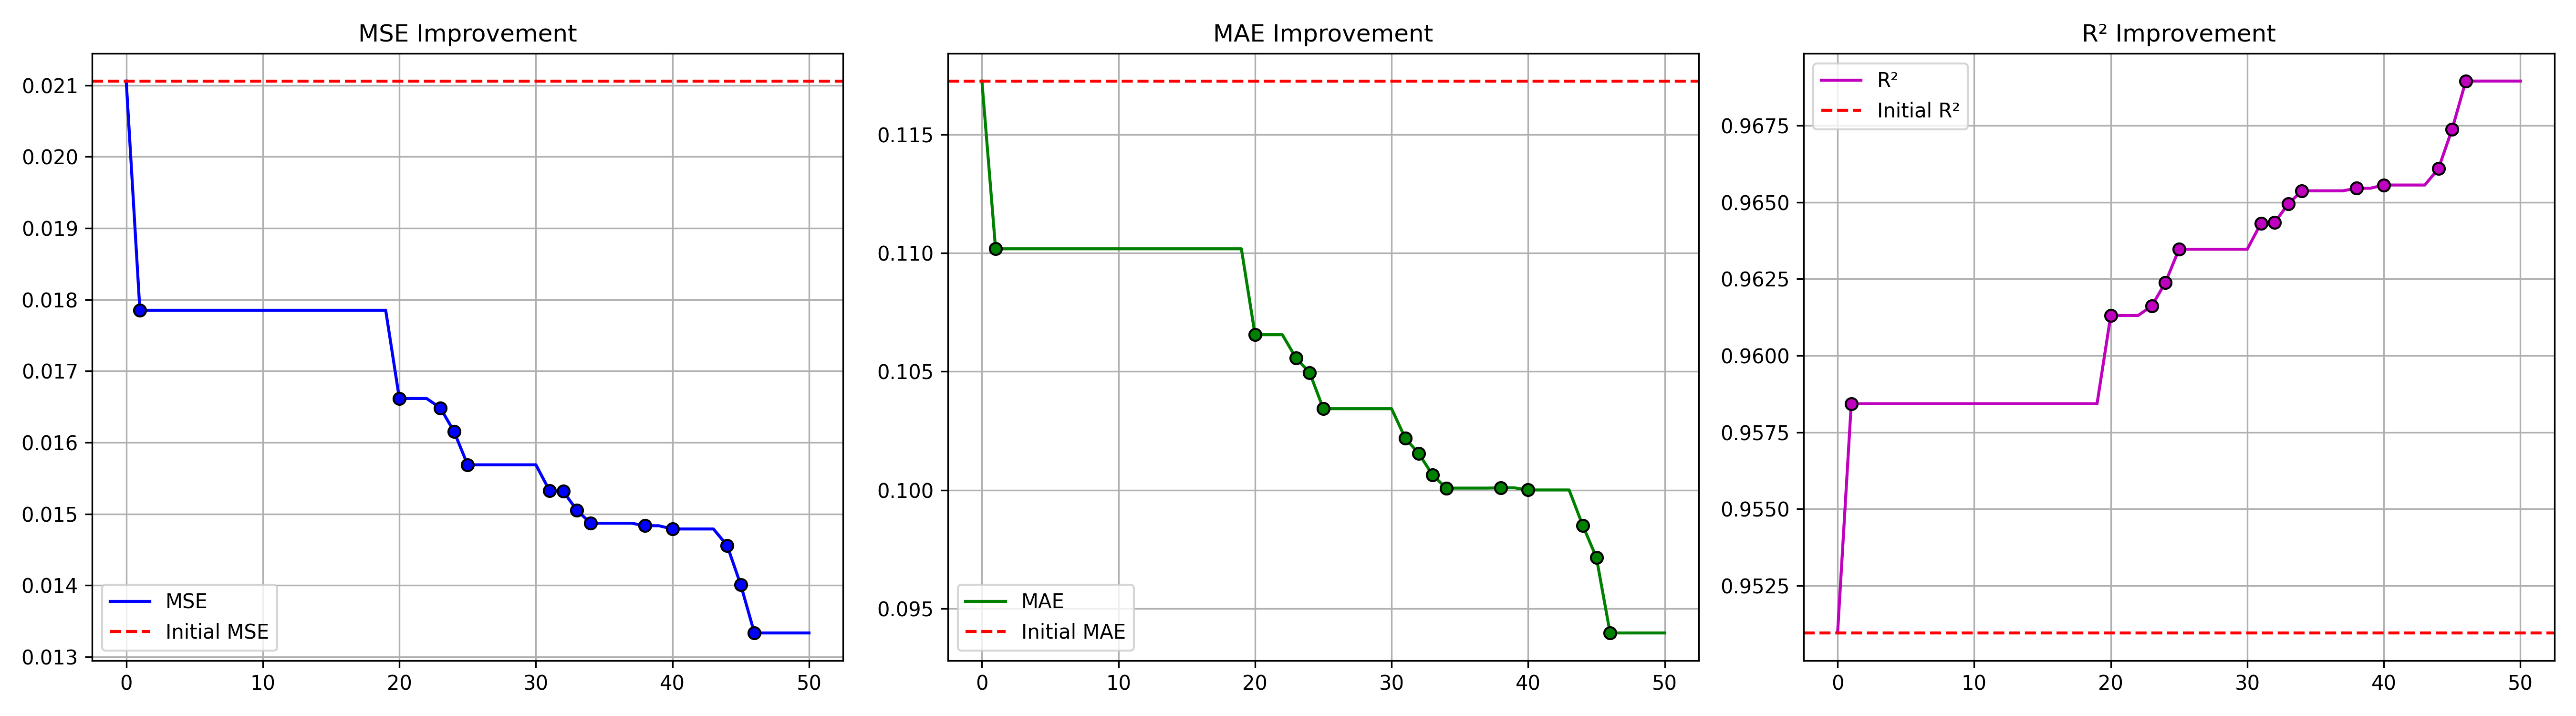 MSE Improvement
0.021
0.020
0.019
0.018
0.017
0.016
0.015
0.014
0.013
MSE
Initial MSE
0 10 20 30 40 50
MAE Improvement
0.115
0.110
0.105
0.100
0.095
MAE
Initial MAE
0 10 20 30 40 50
R² Improvement
R²
Initial R²
0.9675
0.9650
0.9625
0.9600
0.9575
0.9550
0.9525
0 10 20 30 40 50